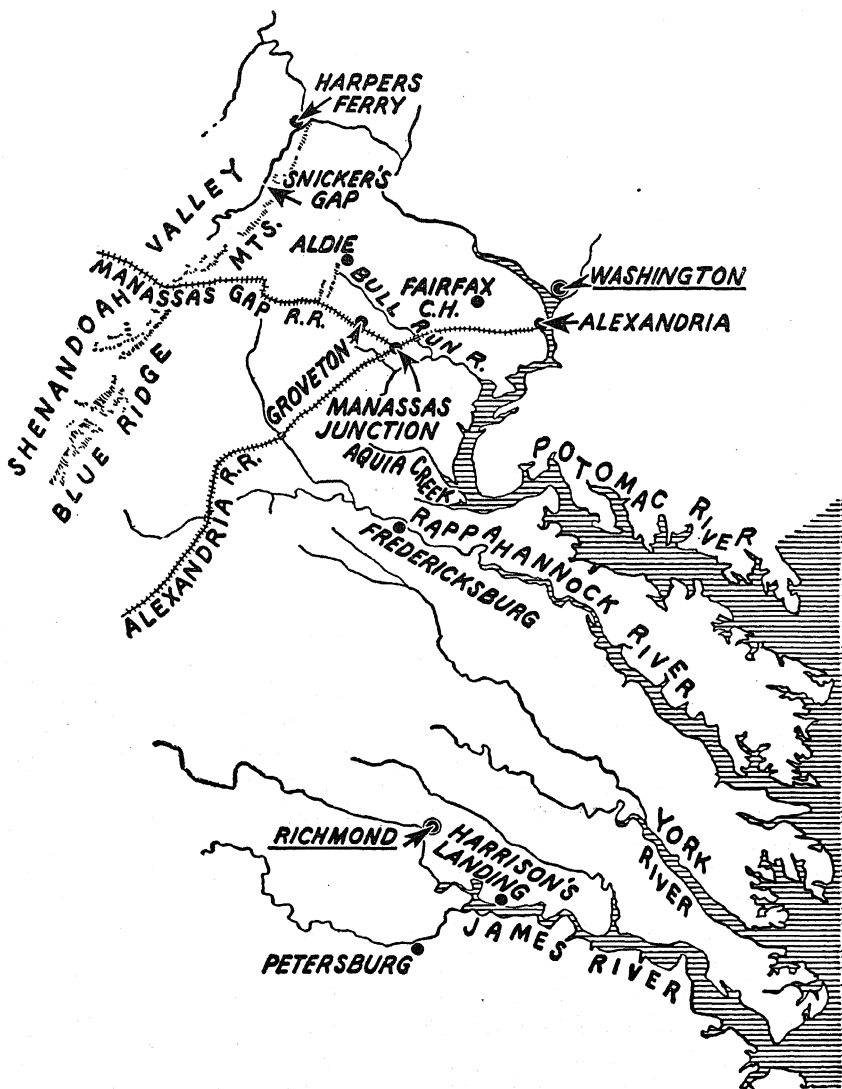 HARPERS
FERRY
SNICKER'S
GAP
SHENANDOAH VALLEY
BLUE RIDGE MTS.
ALDIE
MANASSAS GAP R.R.
BULL RUN R.
FAIRFAX
C.H.
WASHINGTON
ALEXANDRIA
GROVETON
MANASSAS
JUNCTION
AQUIA CREEK
POTOMAC RIVER
ALEXANDRIA R.R.
RAPPAHANNOCK RIVER
FREDERICKSBURG
YORK
RIVER
RICHMOND
HARRISON'S
LANDING
JAMES RIVER
PETERSBURG